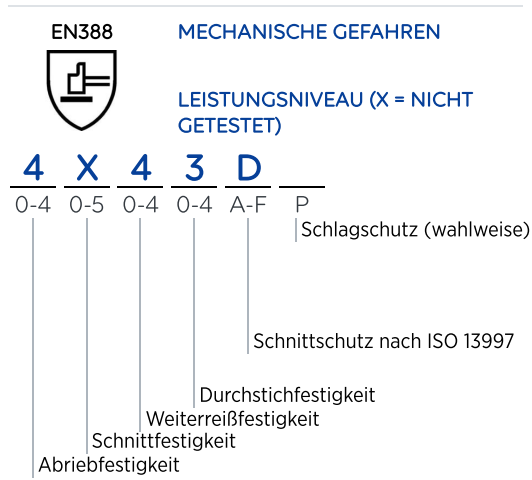 EN388
MECHANISCHE GEFAHREN
LEISTUNGSNIVEAU (X = NICHT
GETESTET)
4 X 4 3 D
0-4 0-5 0-4 0-4 A-F P
Schlagschutz (wahlweise)
Schnittschutz nach ISO 13997
Durchstichfestigkeit
Weiterreißfestigkeit
Schnittfestigkeit
Abriebfestigkeit